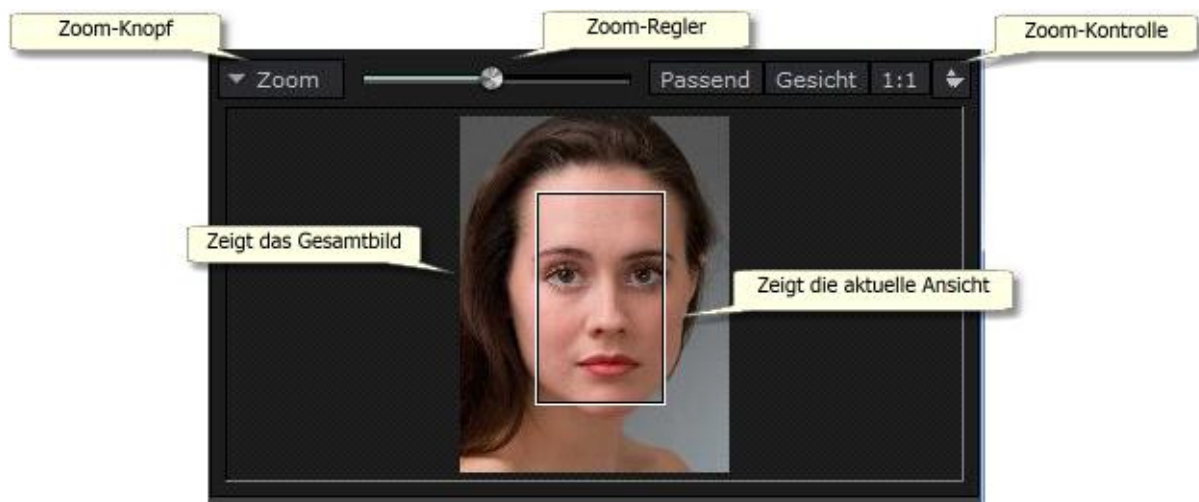 Zoom-Knopf
Zoom-Regler
Zoom-Kontrolle
Zoom
Passend
Gesicht
1:1
Zeigt das Gesamtbild
Zeigt die aktuelle Ansicht